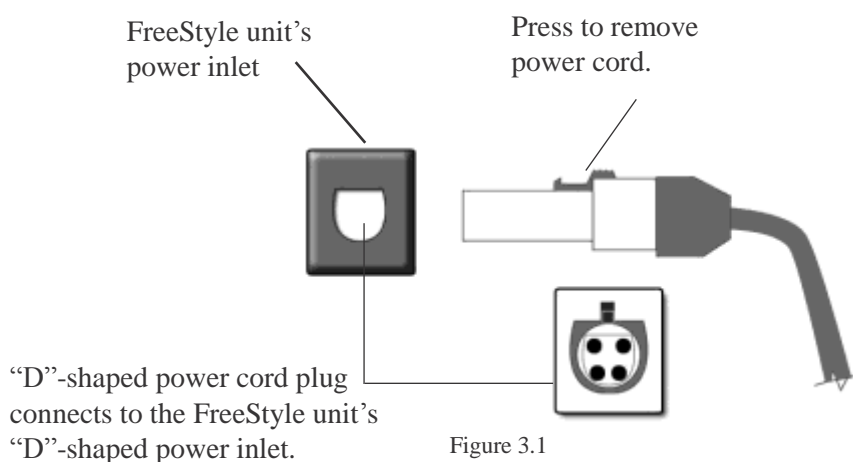 FreeStyle unit's
power inlet
Press to remove
power cord.
“D”-shaped power cord plug
connects to the FreeStyle unit's
“D”-shaped power inlet.
Figure 3.1